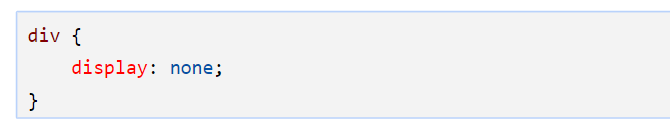 div {
    display: none;
}